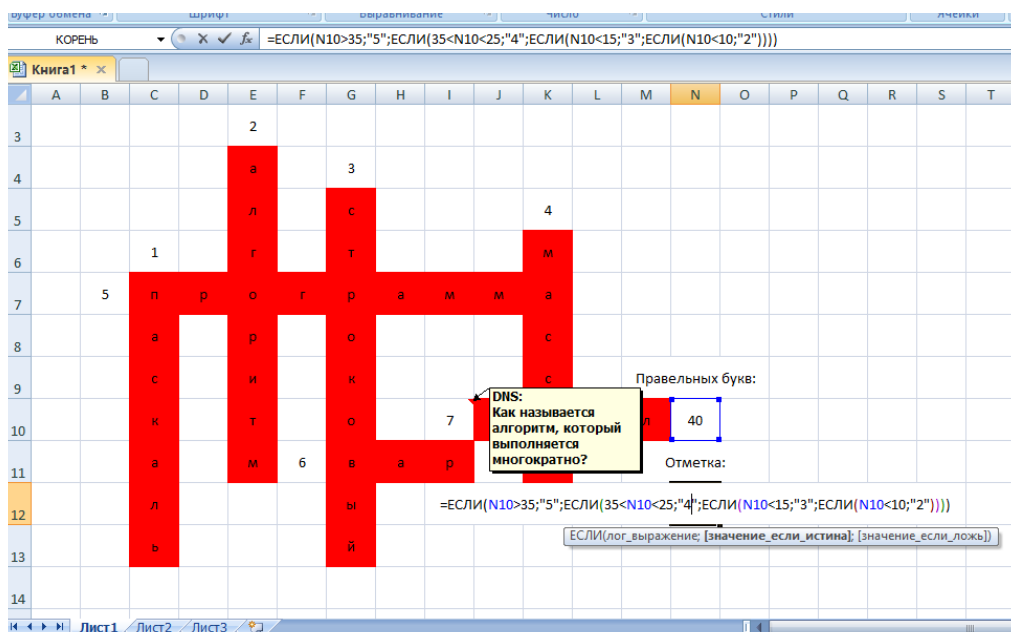 Буфер обмена Шрифт Выравнивание Число Стили Ячейки
КОРЕНЬ =ЕСЛИ(N10>35;"5";ЕСЛИ(35<N10<25;"4";ЕСЛИ(N10<15;"3";ЕСЛИ(N10<10;"2"))))
Книга1 *
A B C D E F G H I J K L M N O P Q R S T
3 2
4 а 3
5 л с 4
6 1 г т м
7 5 п р о г р а м м а
8 а р о с
9 с и к с Правельных букв:
10 к т о 7 л 40
11 а м 6 в а р Отметка:
DNS:
Как называется
алгоритм, который
выполняется
многократно?
12 л ы =ЕСЛИ(N10>35;"5";ЕСЛИ(35<N10<25;"4";ЕСЛИ(N10<15;"3";ЕСЛИ(N10<10;"2"))))
ЕСЛИ(лог_выражение; [значение_если_истина]; [значение_если_ложь])
13 ь й
14
Лист1 Лист2 Лист3